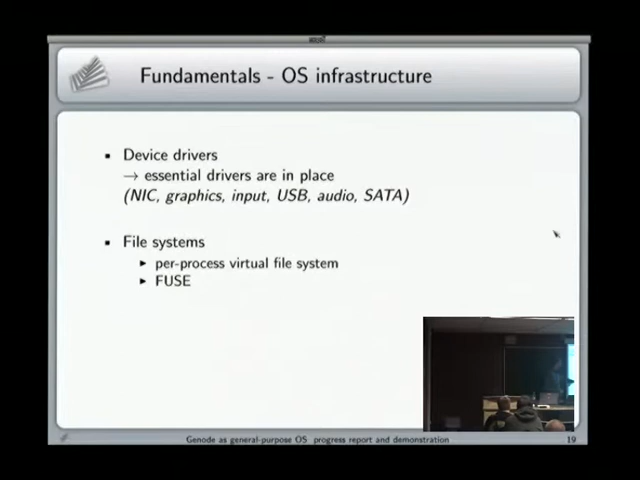 Fundamentals - OS infrastructure
▪ Device drivers
→ essential drivers are in place
(NIC, graphics, input, USB, audio, SATA)
▪ File systems
▶ per-process virtual file system
▶ FUSE
Genode as general-purpose OS progress report and demonstration
19